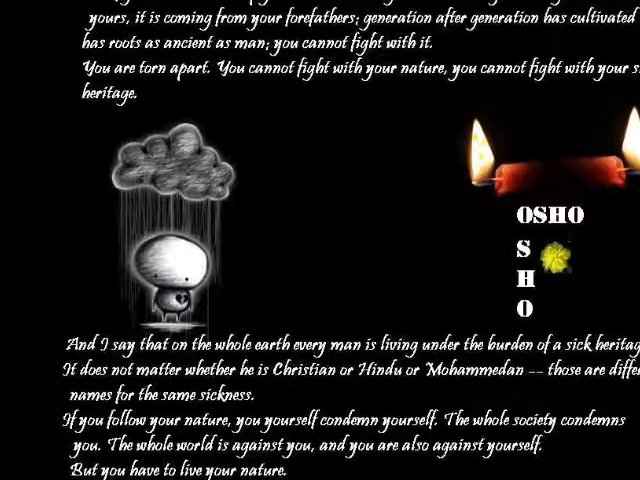 yours, it is coming from your forefathers; generation after generation has cultivated
has roots as ancient as man; you cannot fight with it.
You are torn apart. You cannot fight with your nature, you cannot fight with your
heritage.
OSHO
S
H
O
And I say that on the whole earth every man is living under the burden of a sick
It does not matter whether he is Christian or Hindu or Mohammedan -- those are
names for the same sickness.
If you follow your nature, you yourself condemn yourself. The whole society condemns
you. The whole world is against you, and you are also against yourself.
But you have to live your nature.